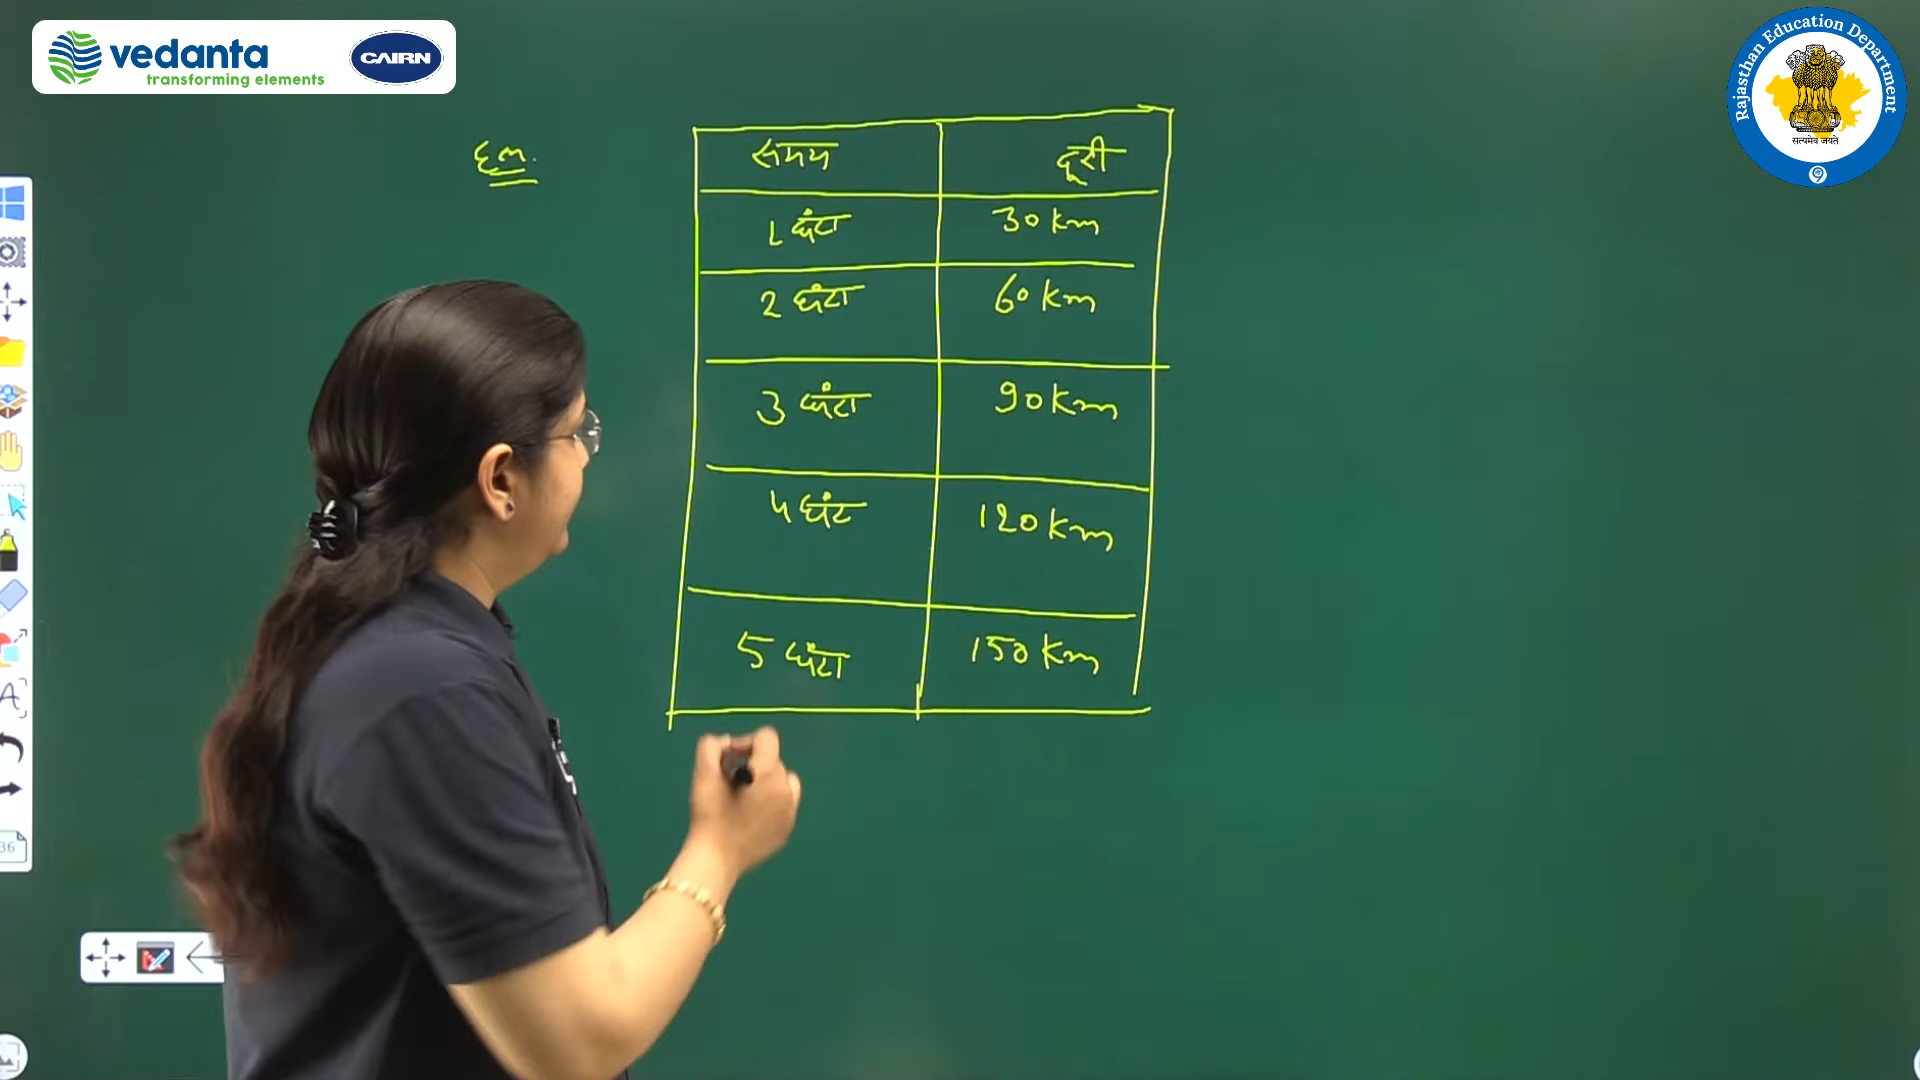 vedanta
transforming elements
CAIRN
Rajasthan Education Department
सत्यमेव जयते
हल.
समय दूरी
1 घंटा 30 km
2 घंटा 60 km
3 घंटा 90 km
4 घंट 120 km
5 घंटा 150 km
36